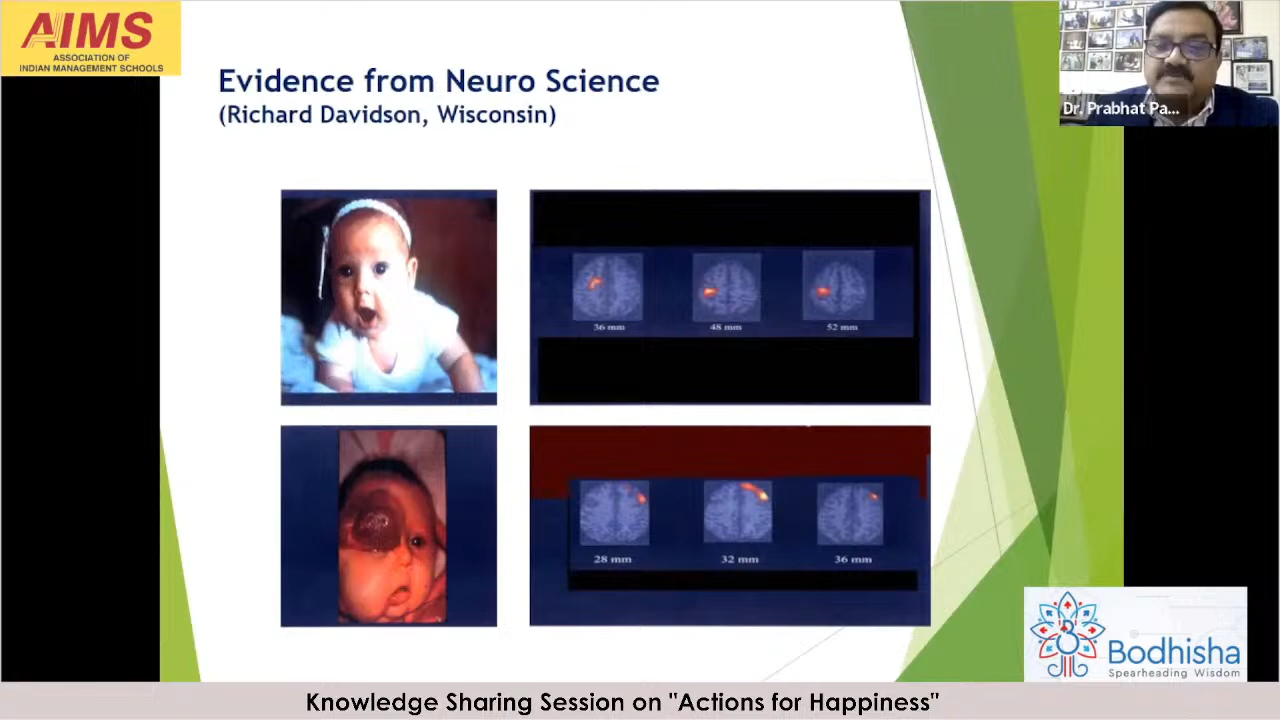 AIMS
ASSOCIATION OF
INDIAN MANAGEMENT SCHOOLS
Evidence from Neuro Science
(Richard Davidson, Wisconsin)
Dr. Prabhat Pa...
36 mm
48 mm
52 mm
28 mm
32 mm
36 mm
Bodhisha
Spearheading Wisdom
Knowledge Sharing Session on "Actions for Happiness"